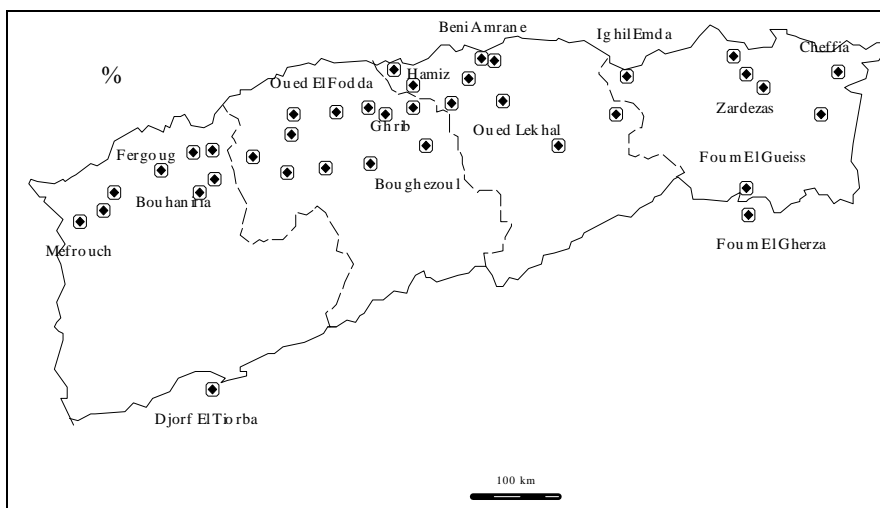 Beni Amrane
Ighil Emda
Cheffia
%
Hamiz
Oued El Fodda
Zardezas
Ghrib
Oued Lekhal
Fergoug
Foum El Gueiss
Boughezoul
Bouhanifia
Foum El Gherza
Mefrouch
Djorf El Tiorba
100 km